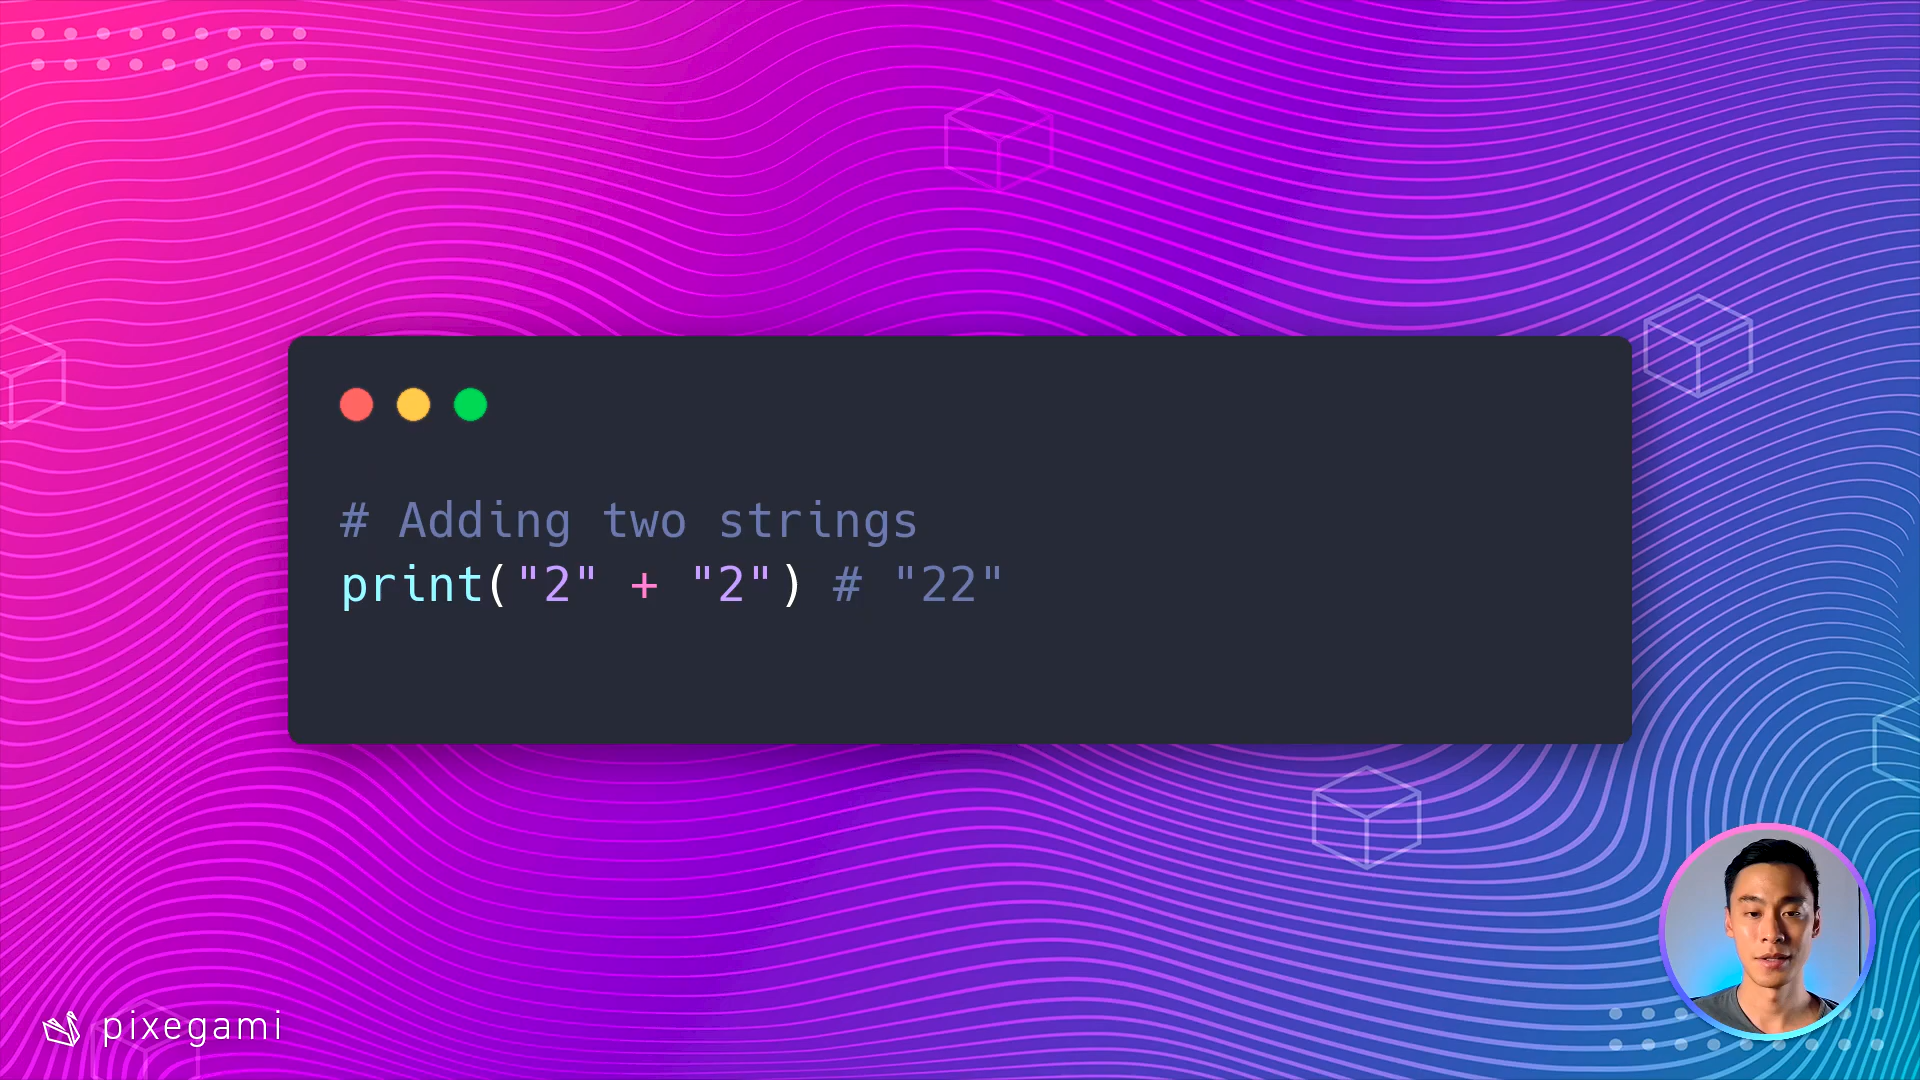 # Adding two strings
print("2" + "2") # "22"
pixegami